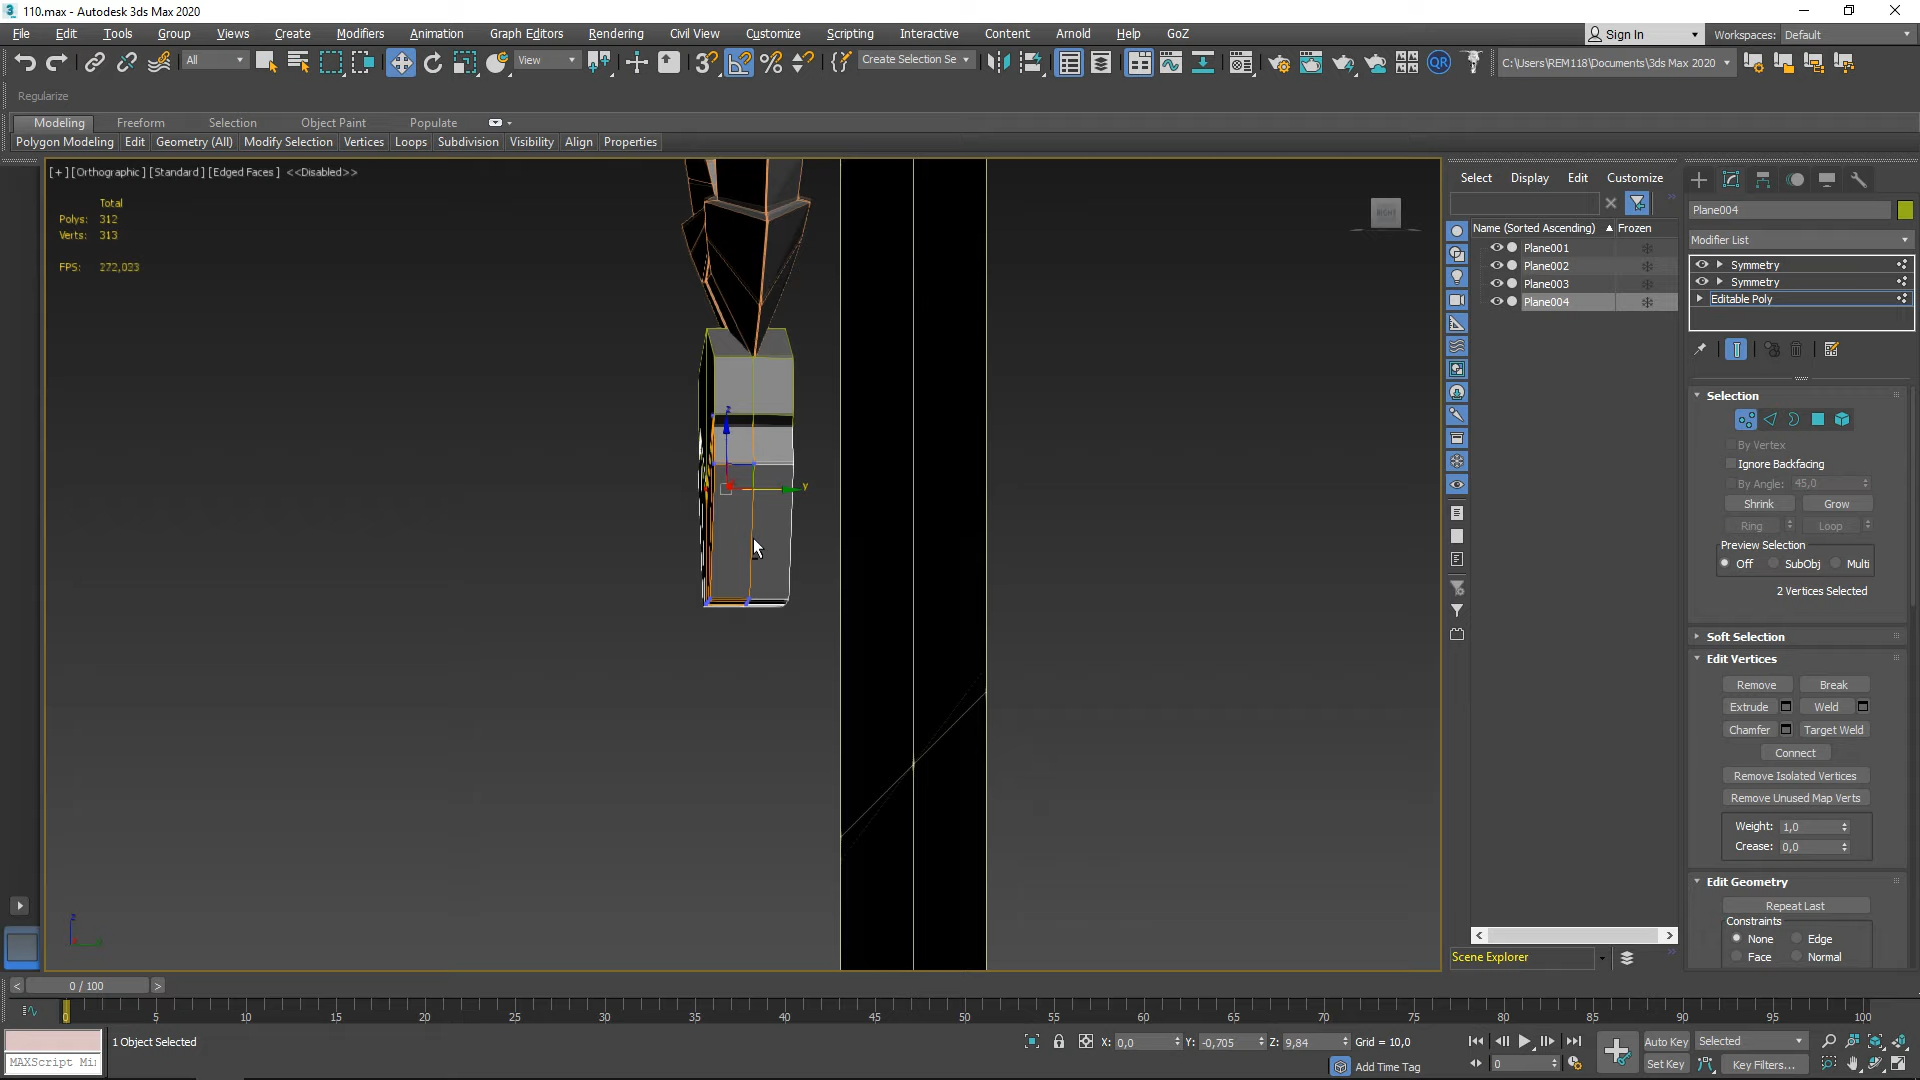 110.max - Autodesk 3ds Max 2020
File Edit Tools Group Views Create Modifiers Animation Graph Editors Rendering Civil View Customize Scripting Interactive Content Arnold Help GoZ Sign In Workspaces: Default
All View Create Selection Se C:\Users\REM118\Documents\3ds Max 2020
Regularize
Modeling Freeform Selection Object Paint Populate
Polygon Modeling Edit Geometry (All) Modify Selection Vertices Loops Subdivision Visibility Align Properties
[+] [Orthographic] [Standard] [Edged Faces] <<Disabled>>
Total
Polys: 312
Verts: 313
FPS: 272,023
RIGHT
z
y
z
Select Display Edit Customize
Name (Sorted Ascending) Frozen
Plane001
Plane002
Plane003
Plane004
Scene Explorer
Plane004
Modifier List
Symmetry
Symmetry
Editable Poly
Selection
By Vertex
Ignore Backfacing
By Angle: 45,0
Shrink Grow
Ring Loop
Preview Selection
Off SubObj Multi
2 Vertices Selected
Soft Selection
Edit Vertices
Remove Break
Extrude Weld
Chamfer Target Weld
Connect
Remove Isolated Vertices
Remove Unused Map Verts
Weight: 1,0
Crease: 0,0
Edit Geometry
Repeat Last
Constraints
None Edge
Face Normal
< 0 / 100 >
0 5 10 15 20 25 30 35 40 45 50 55 60 65 70 75 80 85 90 95 100
1 Object Selected X: 0,0 Y: -0,705 Z: 9,84 Grid = 10,0 Auto Key Selected
MAXScript Mi Add Time Tag 0 Set Key Key Filters...